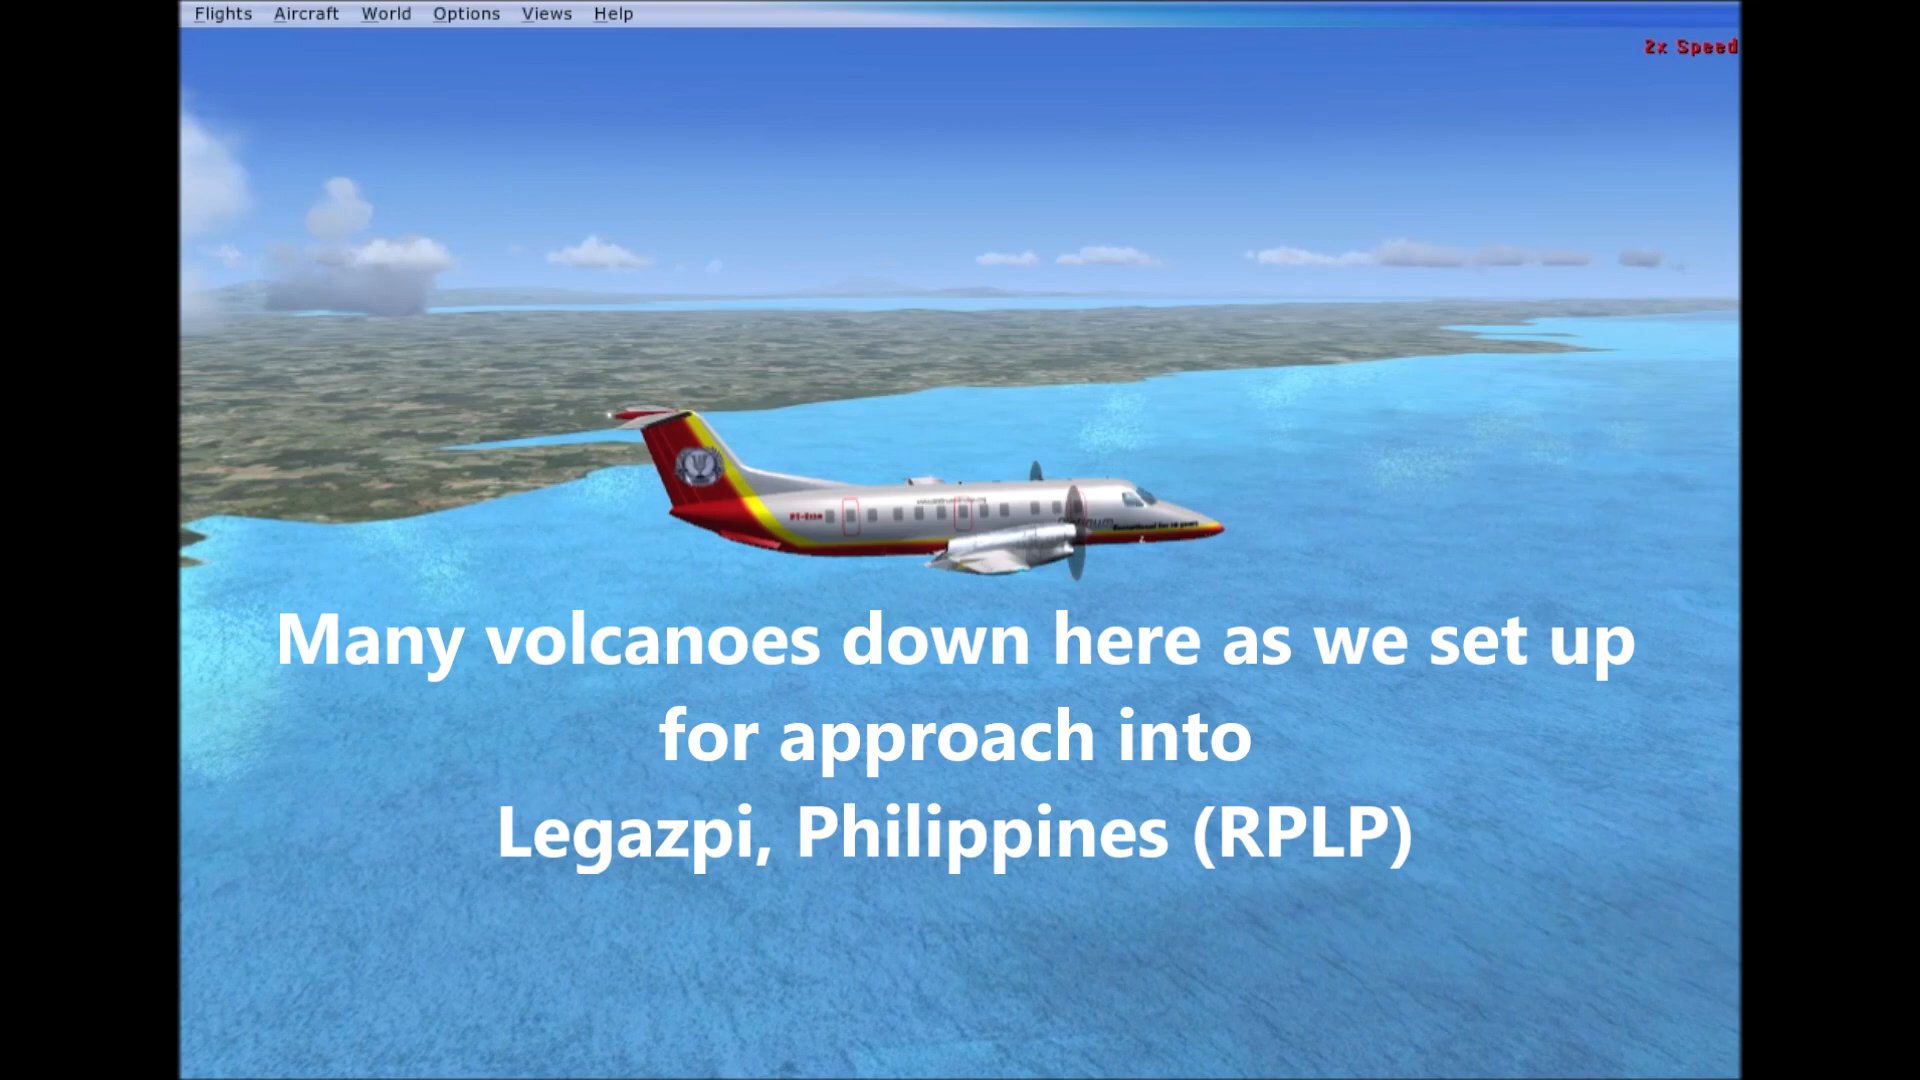 Flights Aircraft World Options Views Help
2x Speed
Many volcanoes down here as we set up
for approach into
Legazpi, Philippines (RPLP)